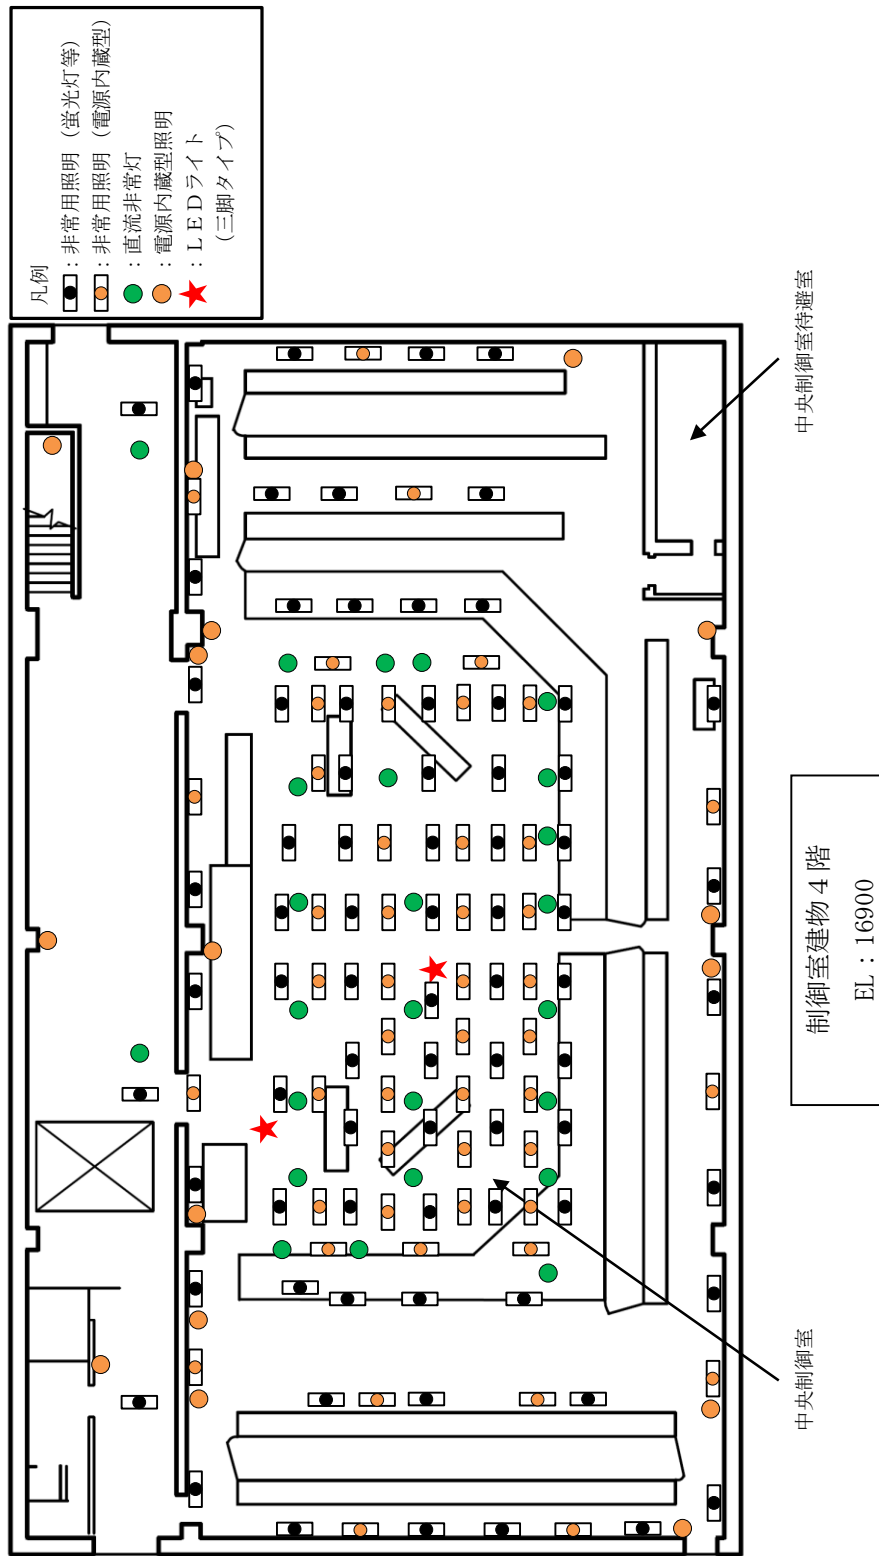 凡例
：非常用照明（蛍光灯等）
：非常用照明（電源内蔵型）
：直流非常灯
：電源内蔵型照明
：ＬＥＤライト
（三脚タイプ）
中央制御室待避室
中央制御室
制御室建物４階
EL：16900